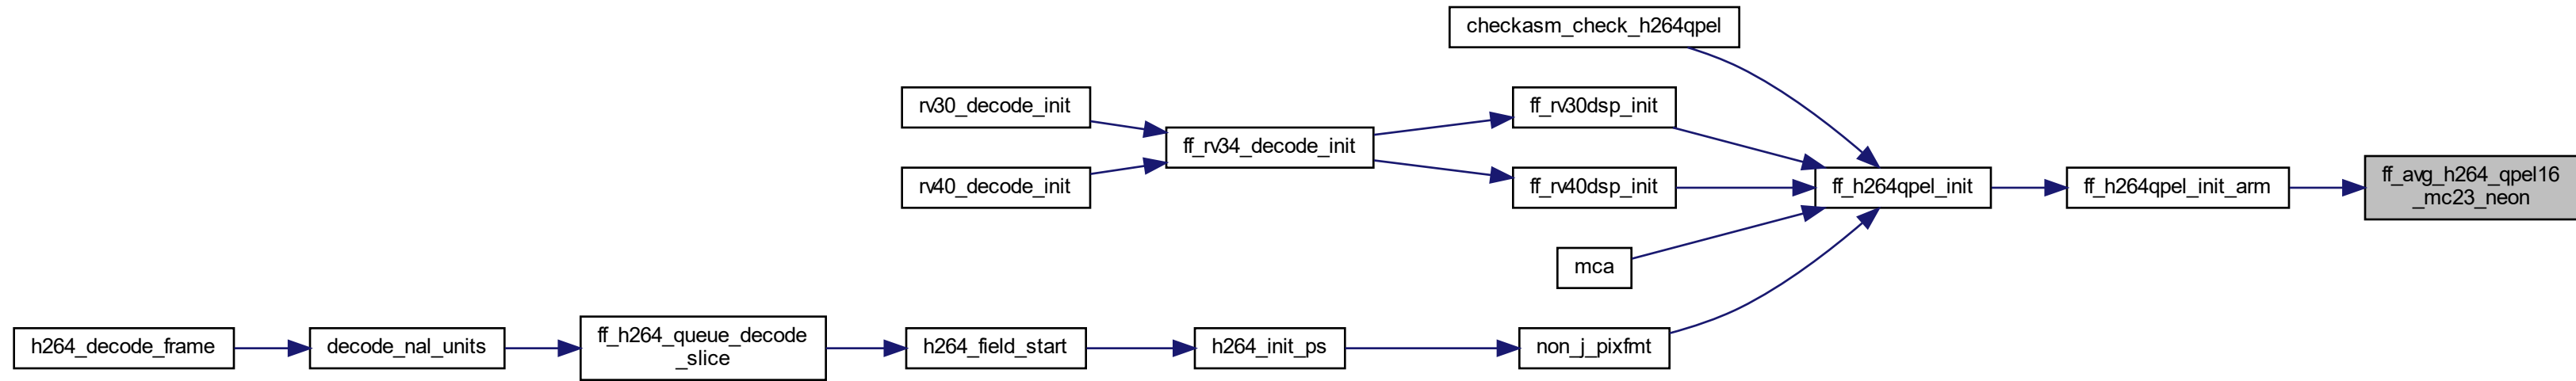 checkasm_check_h264qpel
rv30_decode_init
ff_rv30dsp_init
ff_rv34_decode_init
rv40_decode_init
ff_rv40dsp_init
ff_h264qpel_init
ff_h264qpel_init_arm
ff_avg_h264_qpel16
_mc23_neon
mca
h264_decode_frame
decode_nal_units
ff_h264_queue_decode
_slice
h264_field_start
h264_init_ps
non_j_pixfmt